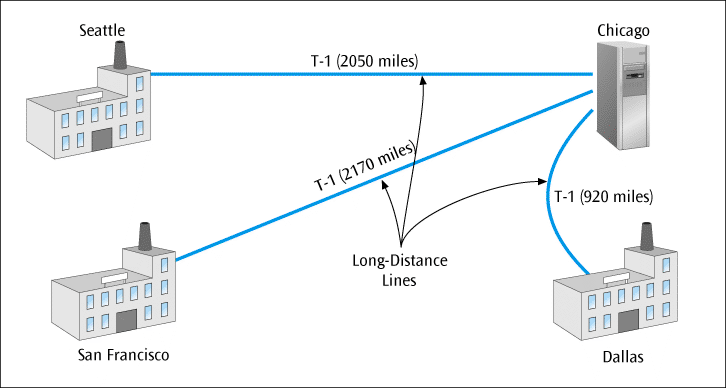 Seattle
Chicago
T-1 (2050 miles)
T-1 (2170 miles)
T-1 (920 miles)
Long-Distance
Lines
San Francisco
Dallas